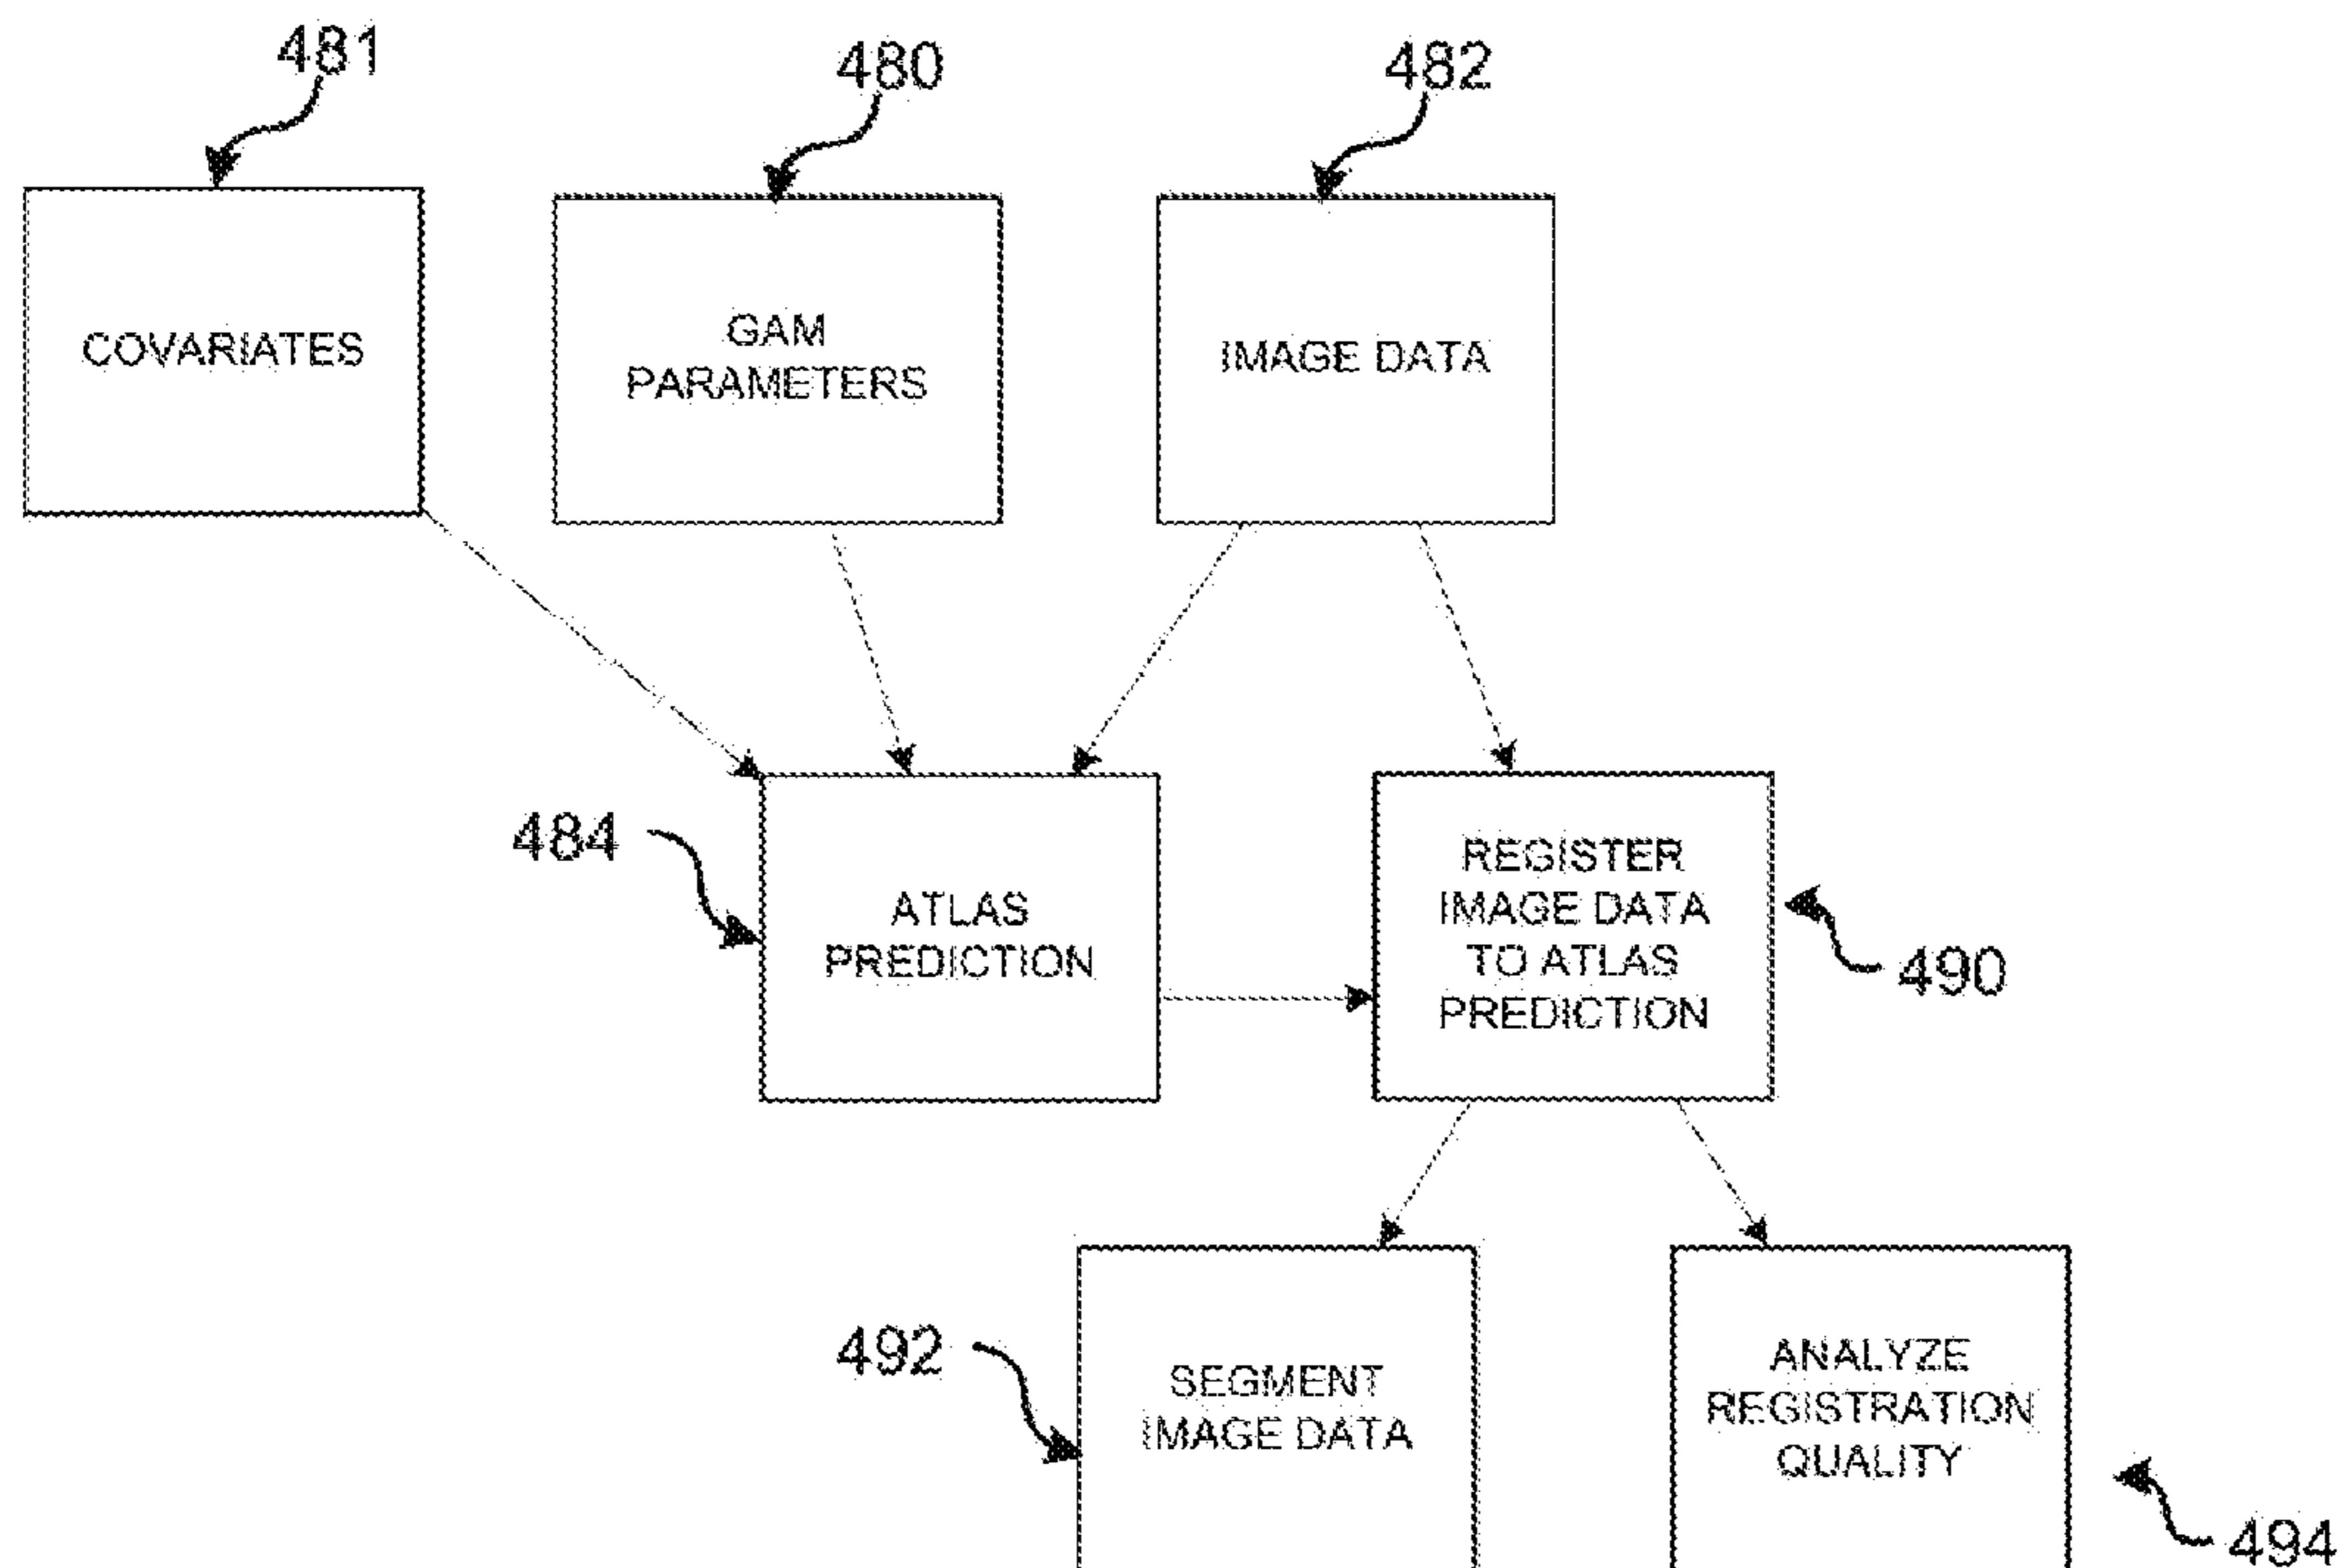 481
480
482
COVARIATES
GAM
PARAMETERS
IMAGE DATA
484
ATLAS
PREDICTION
REGISTER
IMAGE DATA
TO ATLAS
PREDICTION
490
492
SEGMENT
IMAGE DATA
ANALYZE
REGISTRATION
QUALITY
494